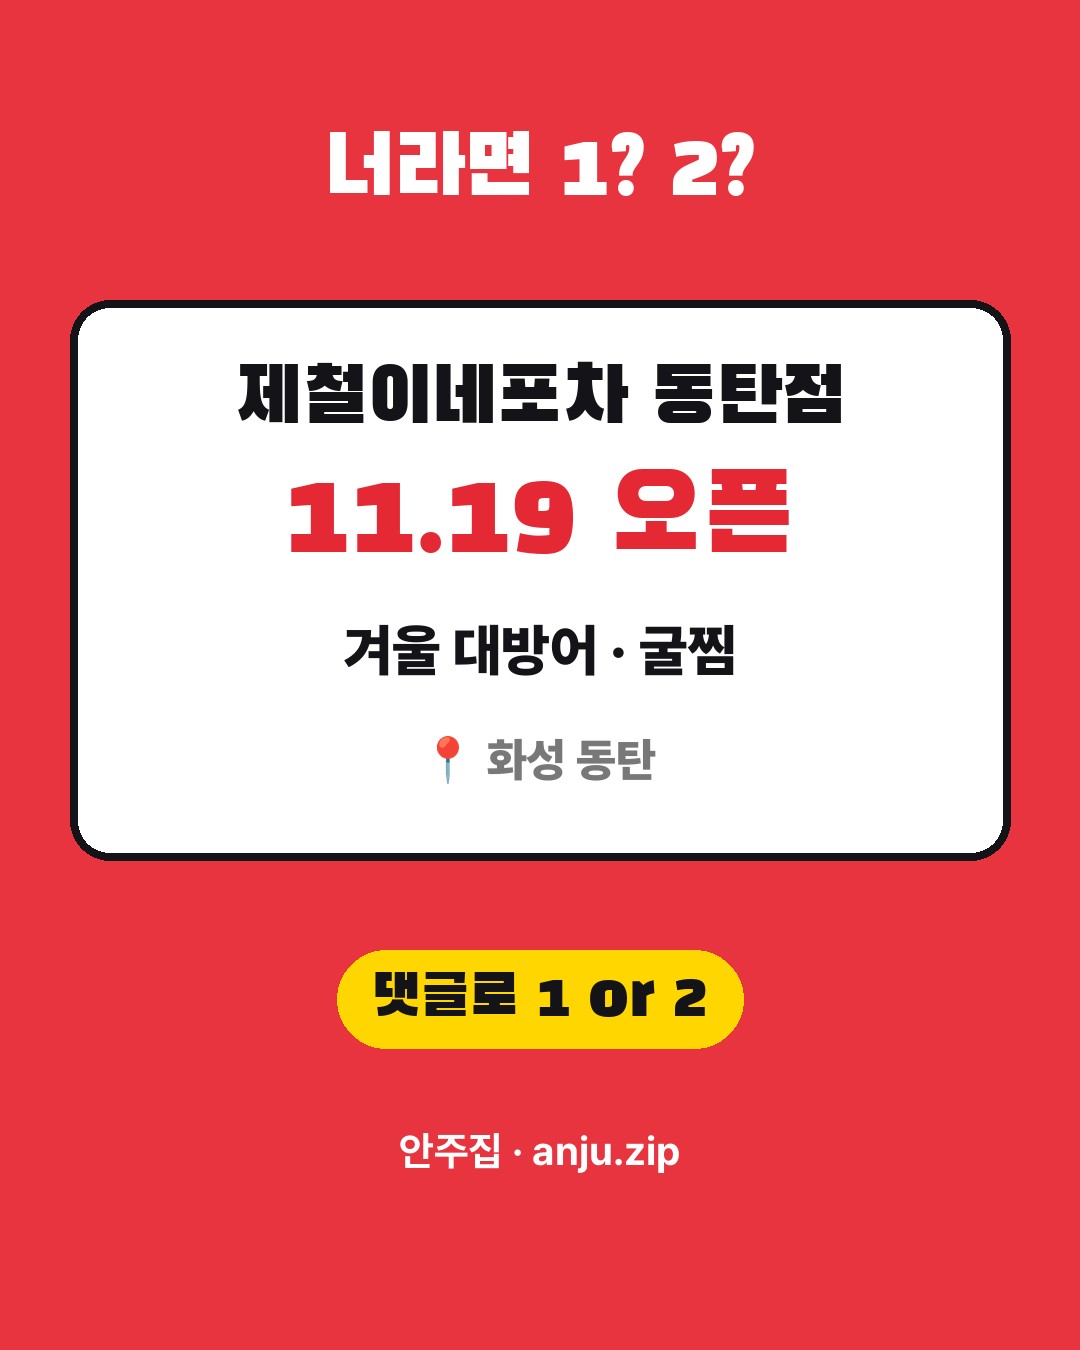 너라면 1? 2?
제철이네포차 동탄점
11.19 오픈
겨울 대방어 · 굴찜
📍 화성 동탄
댓글로 1 or 2
안주집 · anju.zip